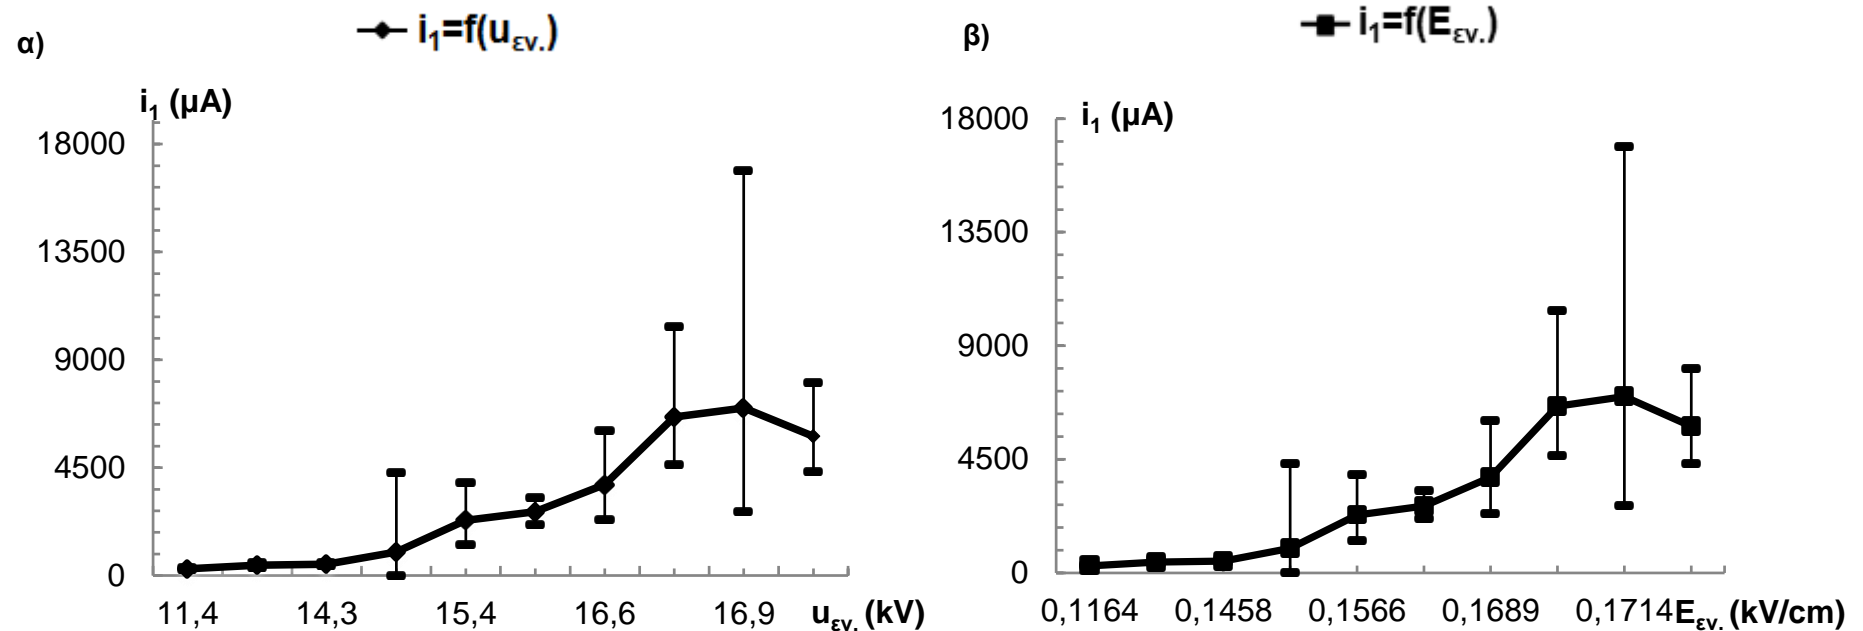 α)
i₁=f(uεν.)
i₁ (μA)
18000
13500
9000
4500
0
11,4 14,3 15,4 16,6 16,9 uεν. (kV)
β)
i₁=f(Eεν.)
18000 i₁ (μA)
13500
9000
4500
0
0,1164 0,1458 0,1566 0,1689 0,1714 Eεν. (kV/cm)